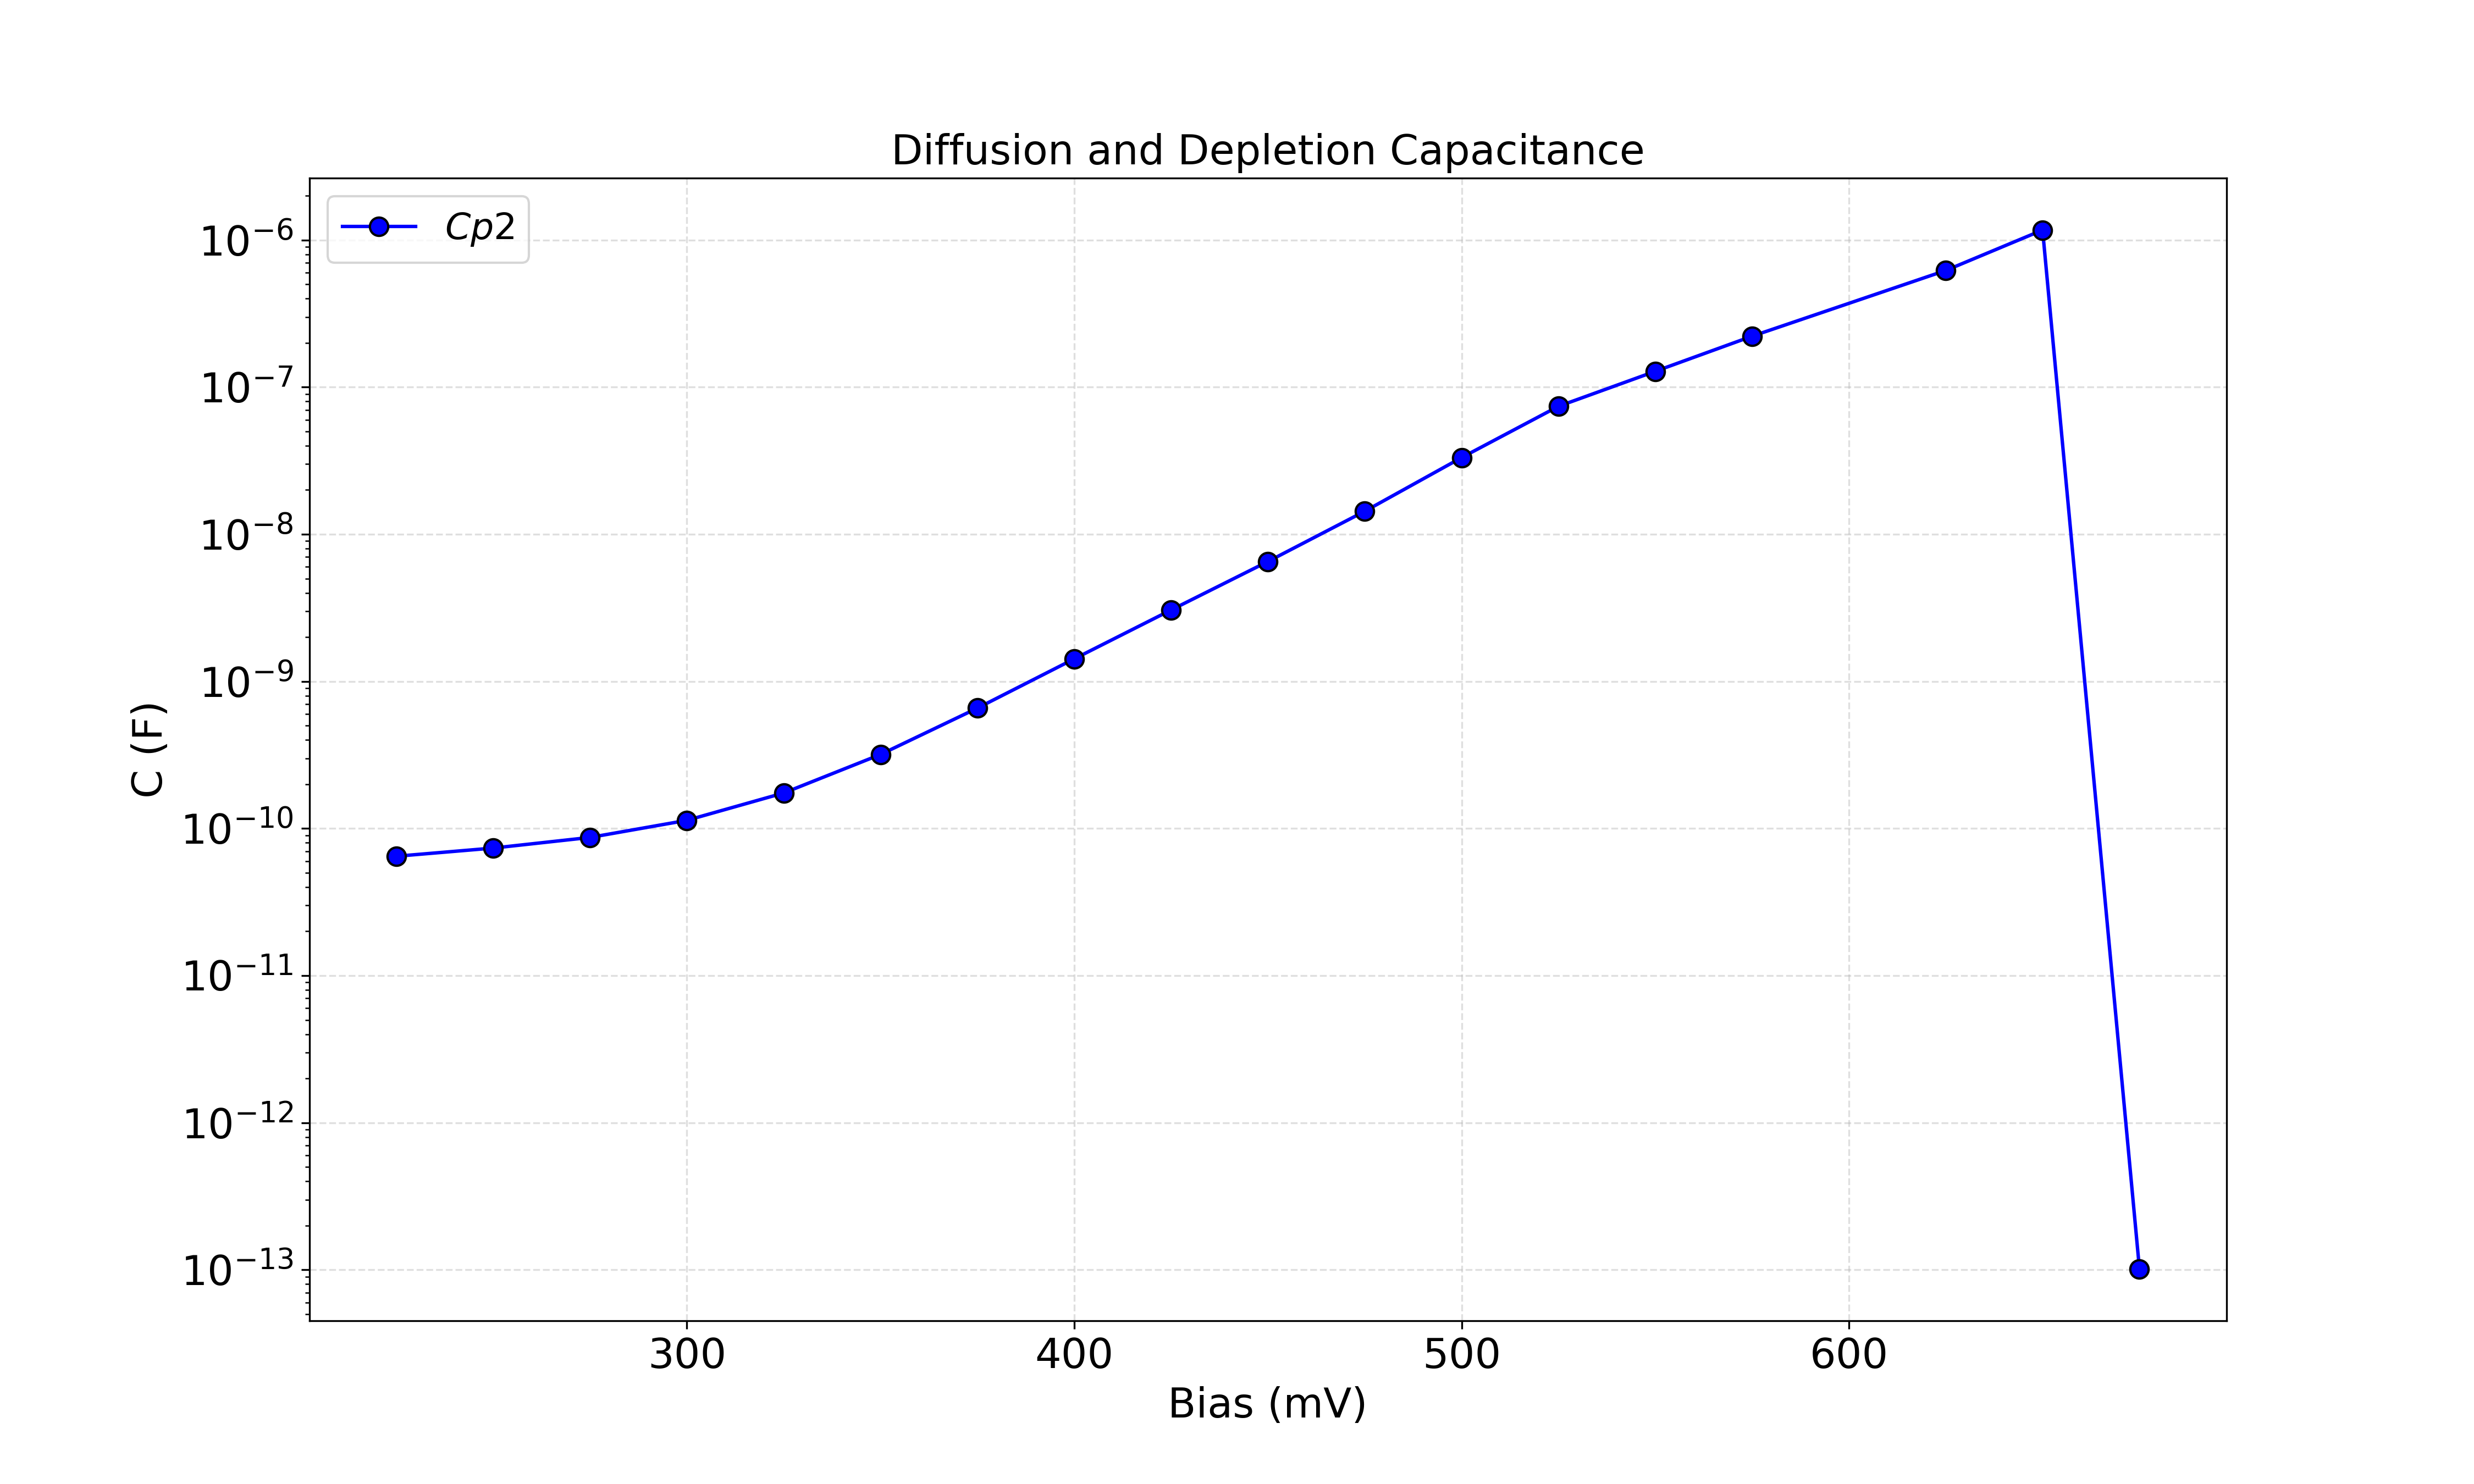 Diffusion and Depletion Capacitance
Cp2
10⁻⁶
10⁻⁷
10⁻⁸
10⁻⁹
10⁻¹⁰
10⁻¹¹
10⁻¹²
10⁻¹³
C (F)
300 400 500 600
Bias (mV)